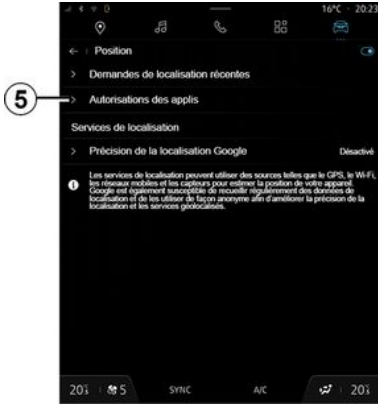 16°C · 20:23
Position
Demandes de localisation récentes
5
Autorisations des applis
Services de localisation
Précision de la localisation Google Désactivé
Les services de localisation peuvent utiliser des sources telles que le GPS, le Wi-Fi,
les réseaux mobiles et les capteurs pour estimer la position de votre appareil.
Google est également susceptible de recueillir régulièrement des données de
localisation et de les utiliser de façon anonyme afin d'améliorer la précision de la
localisation et les services géolocalisés.
20 5 SYNC A/C 20